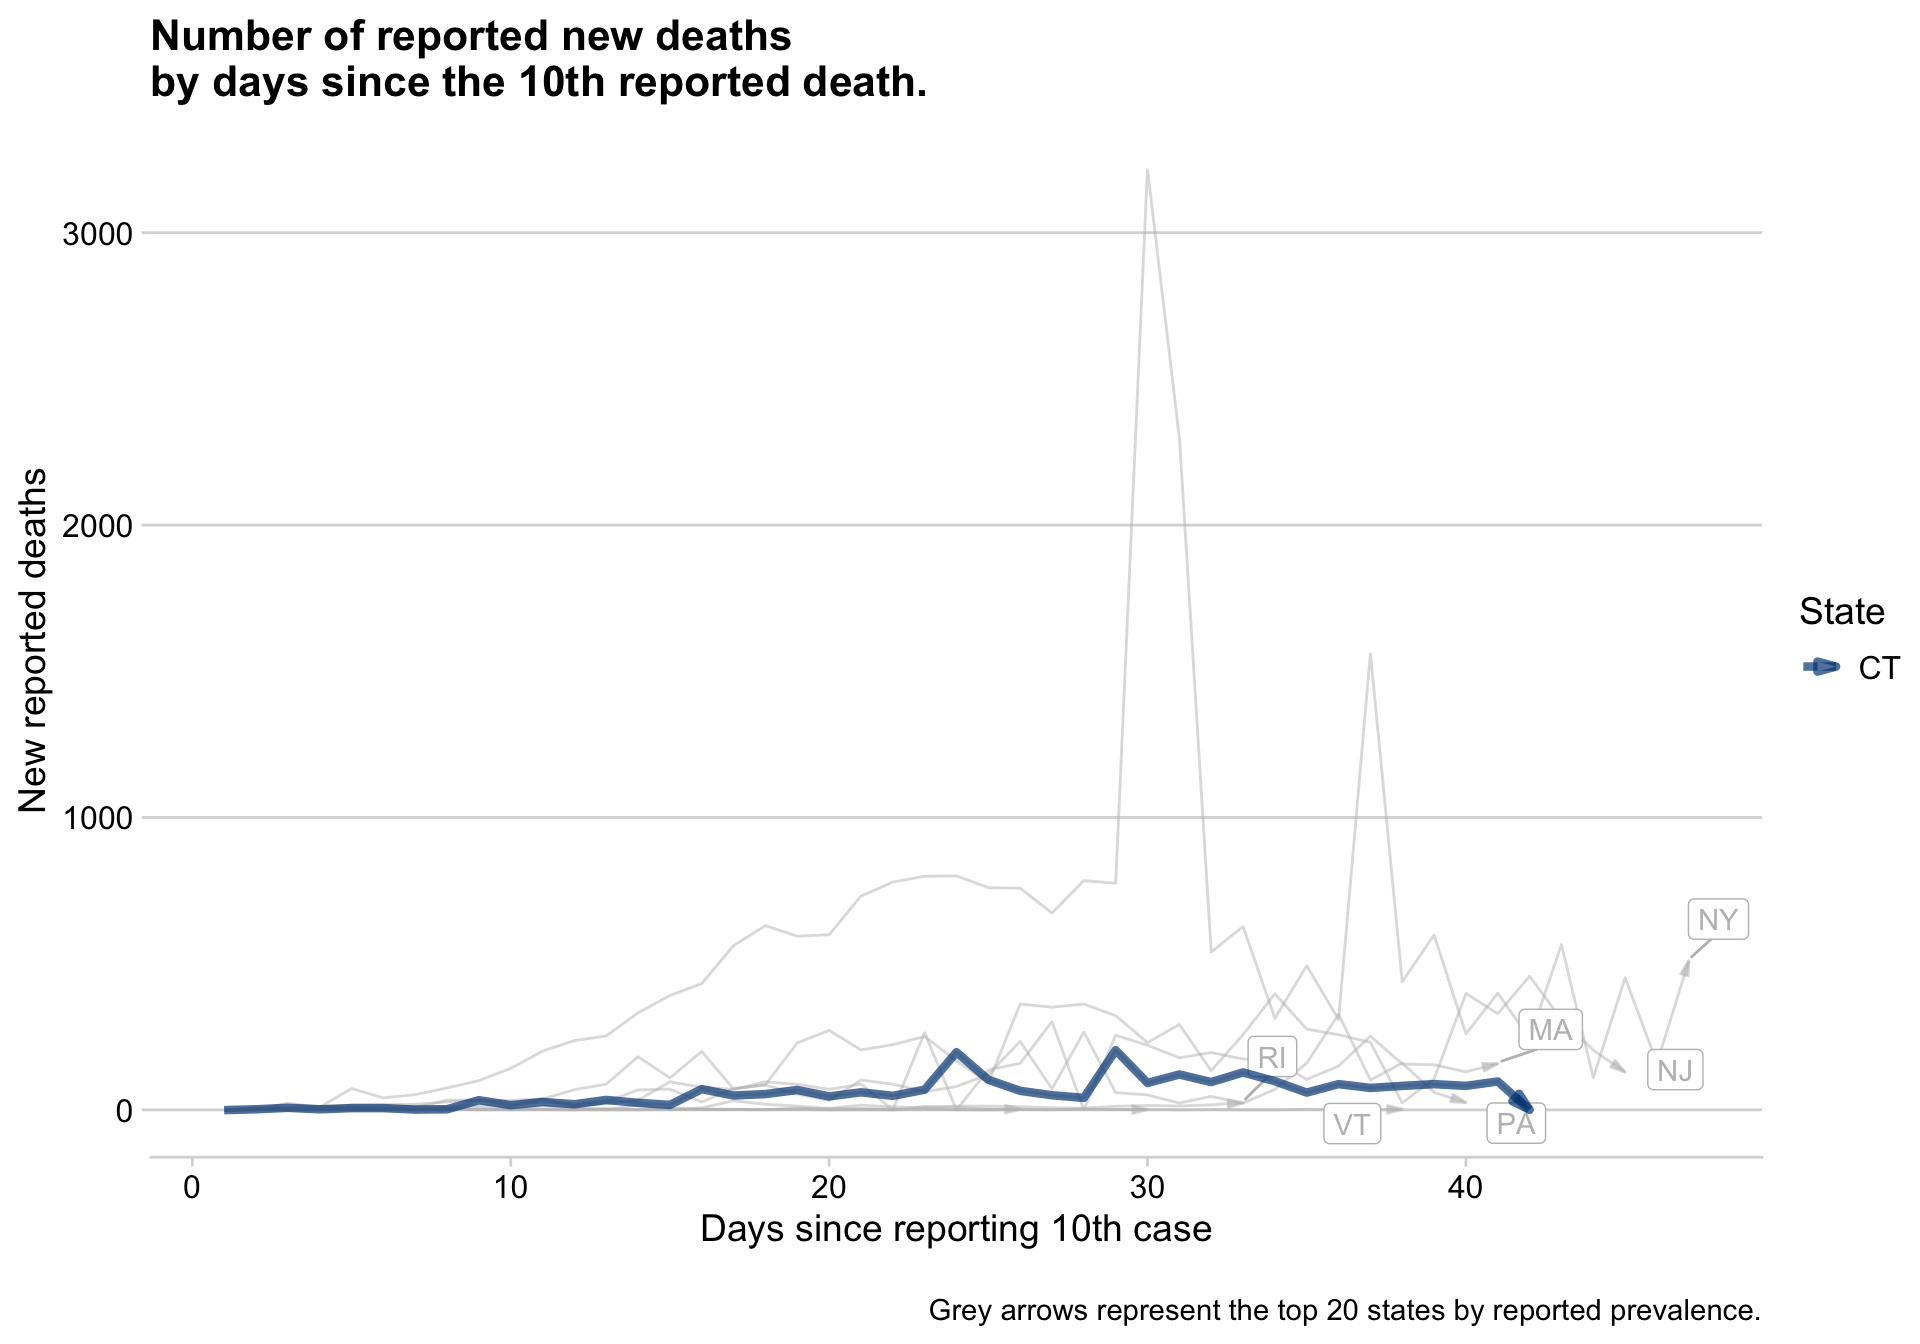 Number of reported new deaths
by days since the 10th reported death.
New reported deaths
3000
2000
1000
0
NY
MA
RI
NJ
VT
PA
0 10 20 30 40
Days since reporting 10th case
State
CT
Grey arrows represent the top 20 states by reported prevalence.